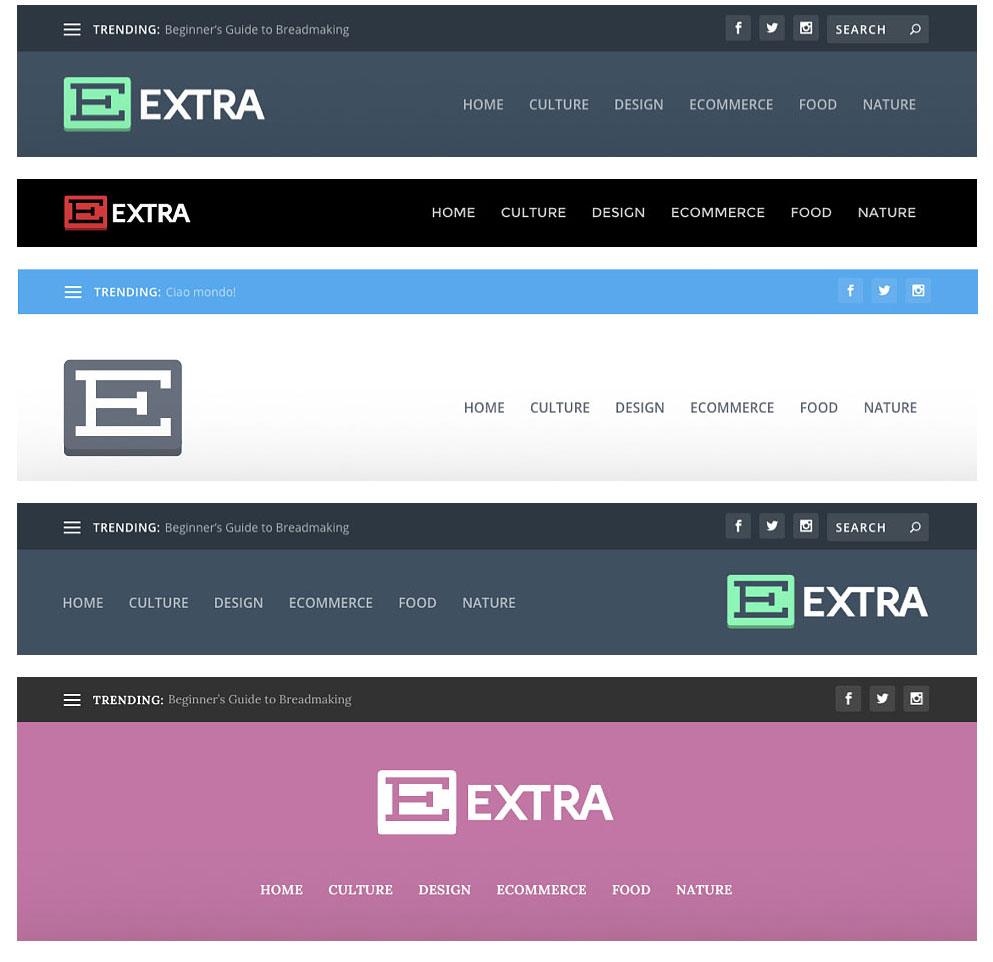 TRENDING: Beginner's Guide to Breadmaking SEARCH
E EXTRA HOME CULTURE DESIGN ECOMMERCE FOOD NATURE
E EXTRA HOME CULTURE DESIGN ECOMMERCE FOOD NATURE
TRENDING: Ciao mondo!
E HOME CULTURE DESIGN ECOMMERCE FOOD NATURE
TRENDING: Beginner's Guide to Breadmaking SEARCH
HOME CULTURE DESIGN ECOMMERCE FOOD NATURE E EXTRA
TRENDING: Beginner's Guide to Breadmaking
E EXTRA
HOME CULTURE DESIGN ECOMMERCE FOOD NATURE